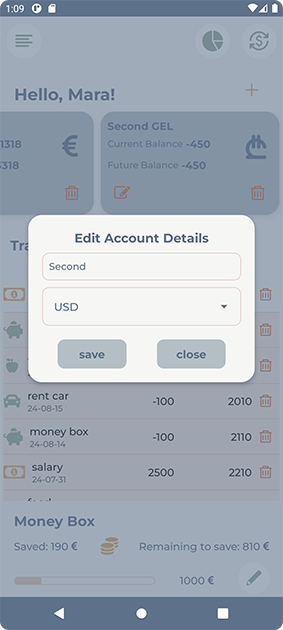 1:09
Hello, Mara!
1318
3318
€
Second GEL
Current Balance -450
Future Balance -450
₾
Tra
Edit Account Details
Second
USD
save
close
rent car
24-08-15
-100
2010
money box
24-08-14
-100
2110
salary
24-07-31
2500
2210
Money Box
Saved: 190 €
Remaining to save: 810 €
1000 €